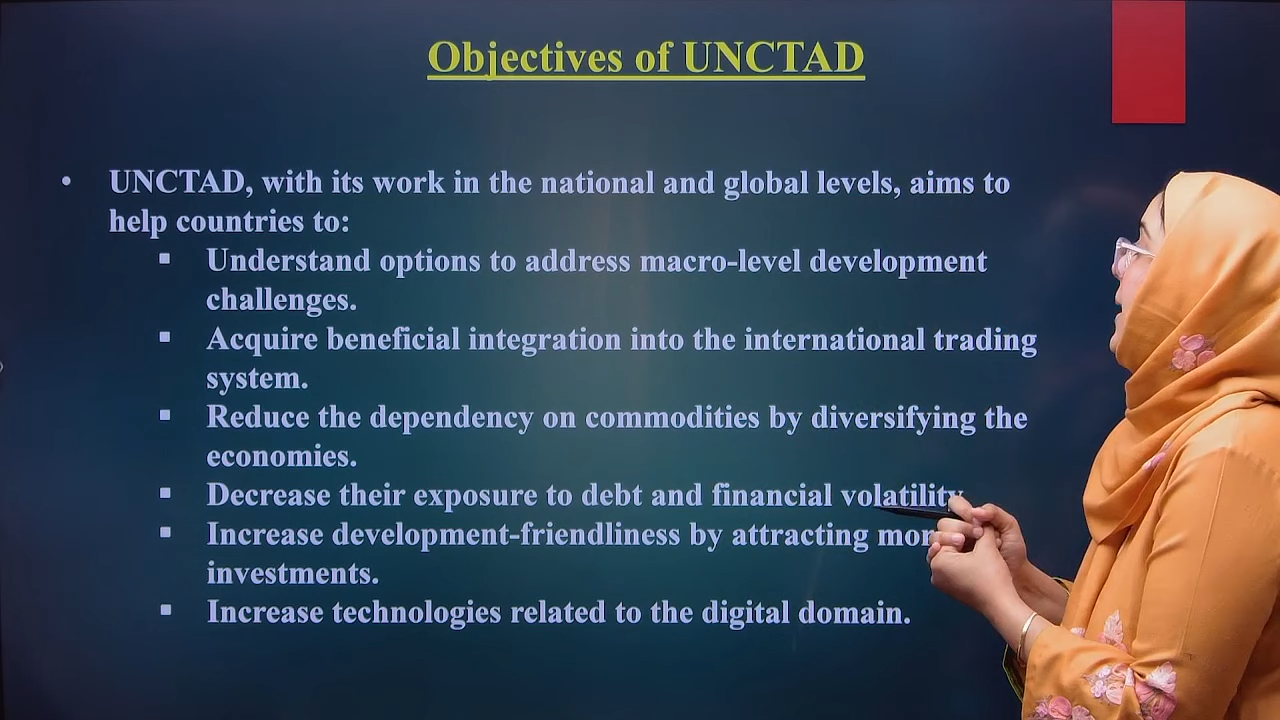 Objectives of UNCTAD
• UNCTAD, with its work in the national and global levels, aims to
help countries to:
▪ Understand options to address macro-level development
challenges.
▪ Acquire beneficial integration into the international trading
system.
▪ Reduce the dependency on commodities by diversifying the
economies.
▪ Decrease their exposure to debt and financial volatility
▪ Increase development-friendliness by attracting
investments.
▪ Increase technologies related to the digital domain.